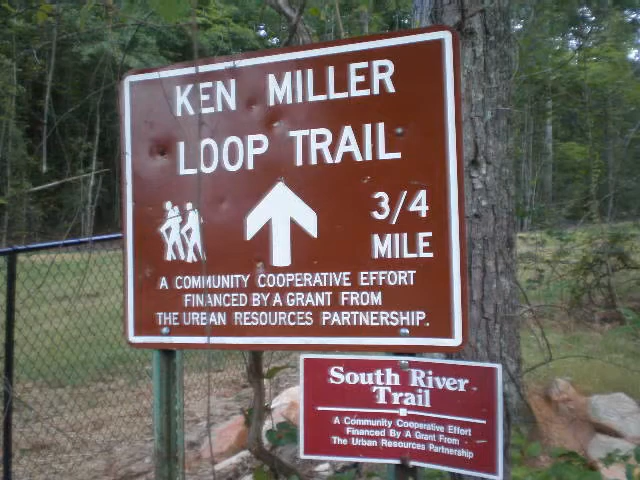 KEN MILLER
LOOP TRAIL
3/4
MILE
A COMMUNITY COOPERATIVE EFFORT
FINANCED BY A GRANT FROM
THE URBAN RESOURCES PARTNERSHIP.
South River
Trail
A Community Cooperative Effort
Financed By A Grant From
The Urban Resources Partnership